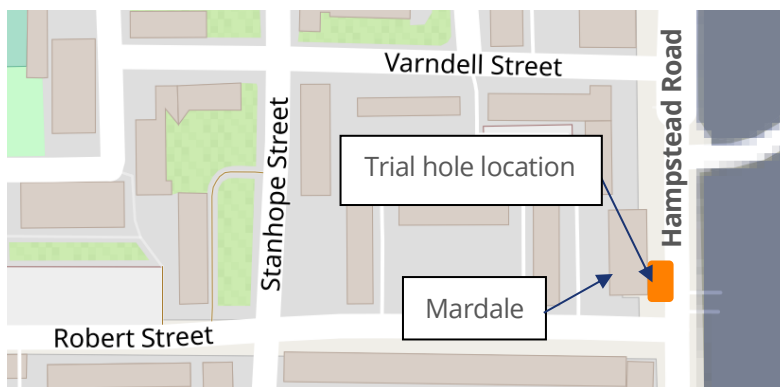 Varndell Street
Hampstead Road
Stanhope Street
Trial hole location
Mardale
Robert Street